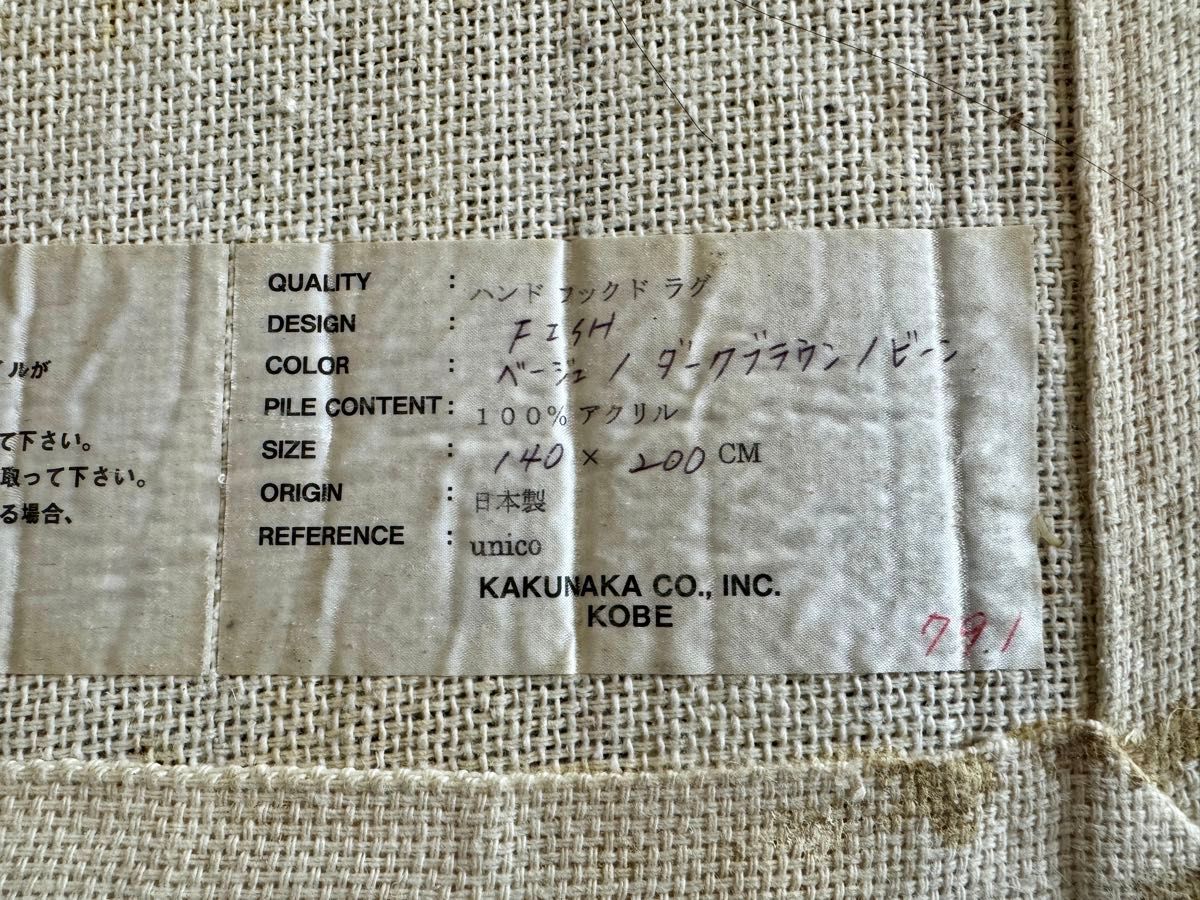 ルが
て下さい。
取って下さい。
る場合、
QUALITY : ハンド フックド ラグ
DESIGN : FISH
COLOR : ベージュ / ダークブラウン / ビーン
PILE CONTENT : 100% アクリル
SIZE : 140 × 200 CM
ORIGIN : 日本製
REFERENCE : unico
KAKUNAKA CO., INC.
KOBE
79.1